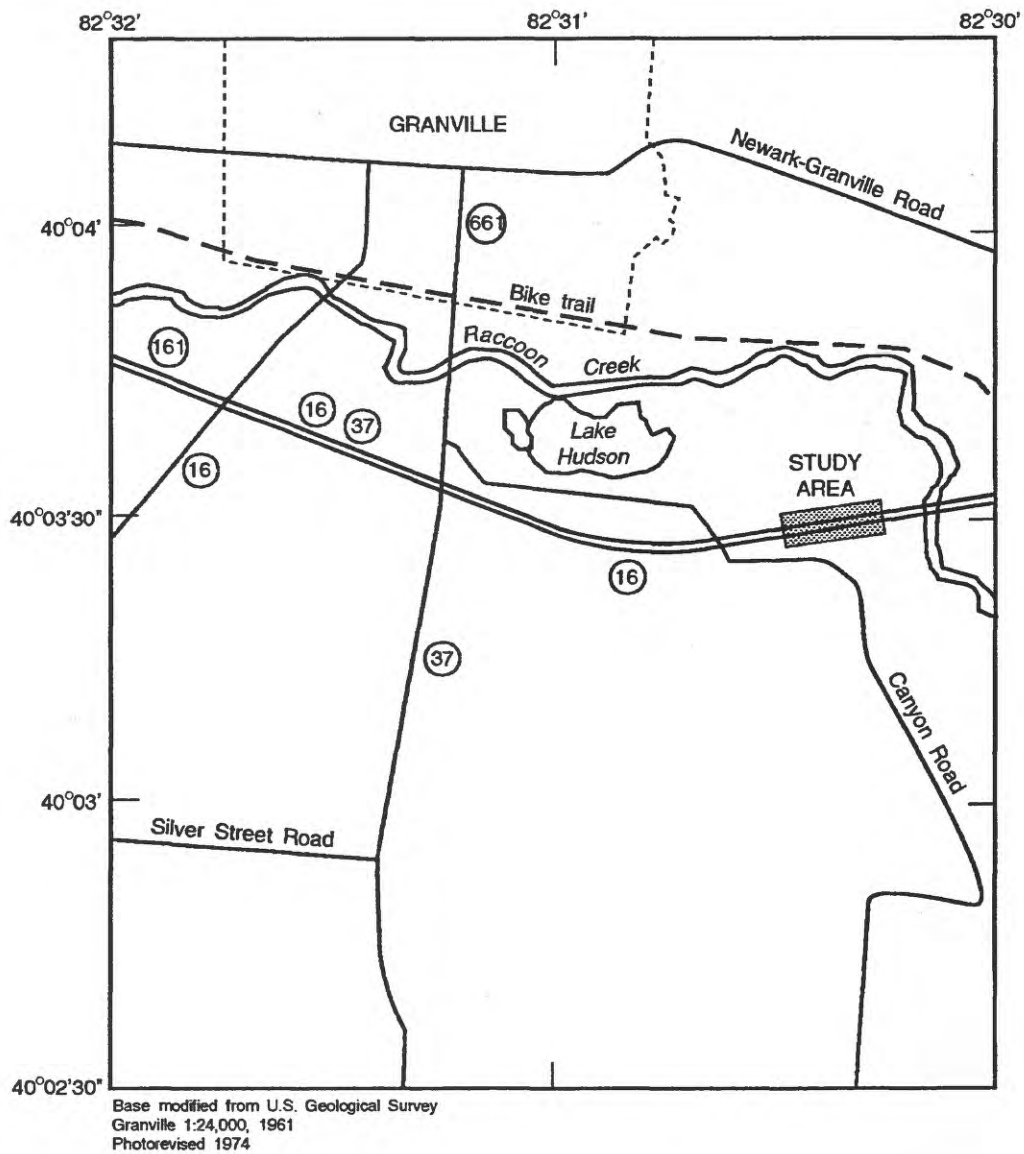 82°32'
82°31'
82°30'
GRANVILLE
Newark-Granville Road
40°04'
661
Bike trail
Raccoon Creek
161
16
37
Lake
Hudson
16
STUDY
AREA
40°03'30"
16
37
Canyon Road
40°03'
Silver Street Road
40°02'30"
Base modified from U.S. Geological Survey
Granville 1:24,000, 1961
Photorevised 1974